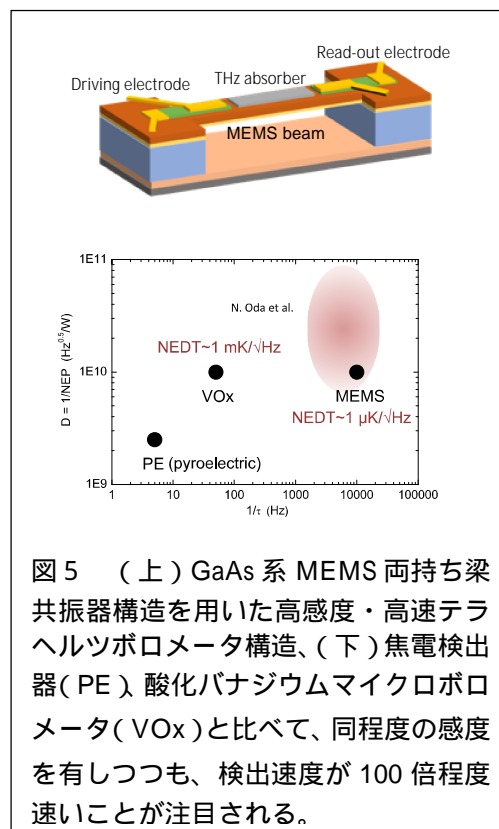 Read-out electrode
Driving electrode
THz absorber
MEMS beam
1E11
N. Oda et al.
NEDT~1 mK/√Hz
1E10
VOx
MEMS
NEDT~1 µK/√Hz
PE (pyroelectric)
1E9
1 10 100 1000 10000 100000
1/τ (Hz)
D = 1/NEP (Hz^0.5/W)
図5 （上）GaAs 系 MEMS 両持ち梁
共振器構造を用いた高感度・高速テラ
ヘルツボロメータ構造、（下）焦電検出
器（PE）、酸化バナジウムマイクロボロ
メータ（VOx）と比べて、同程度の感度
を有しつつも、検出速度が 100 倍程度
速いことが注目される。